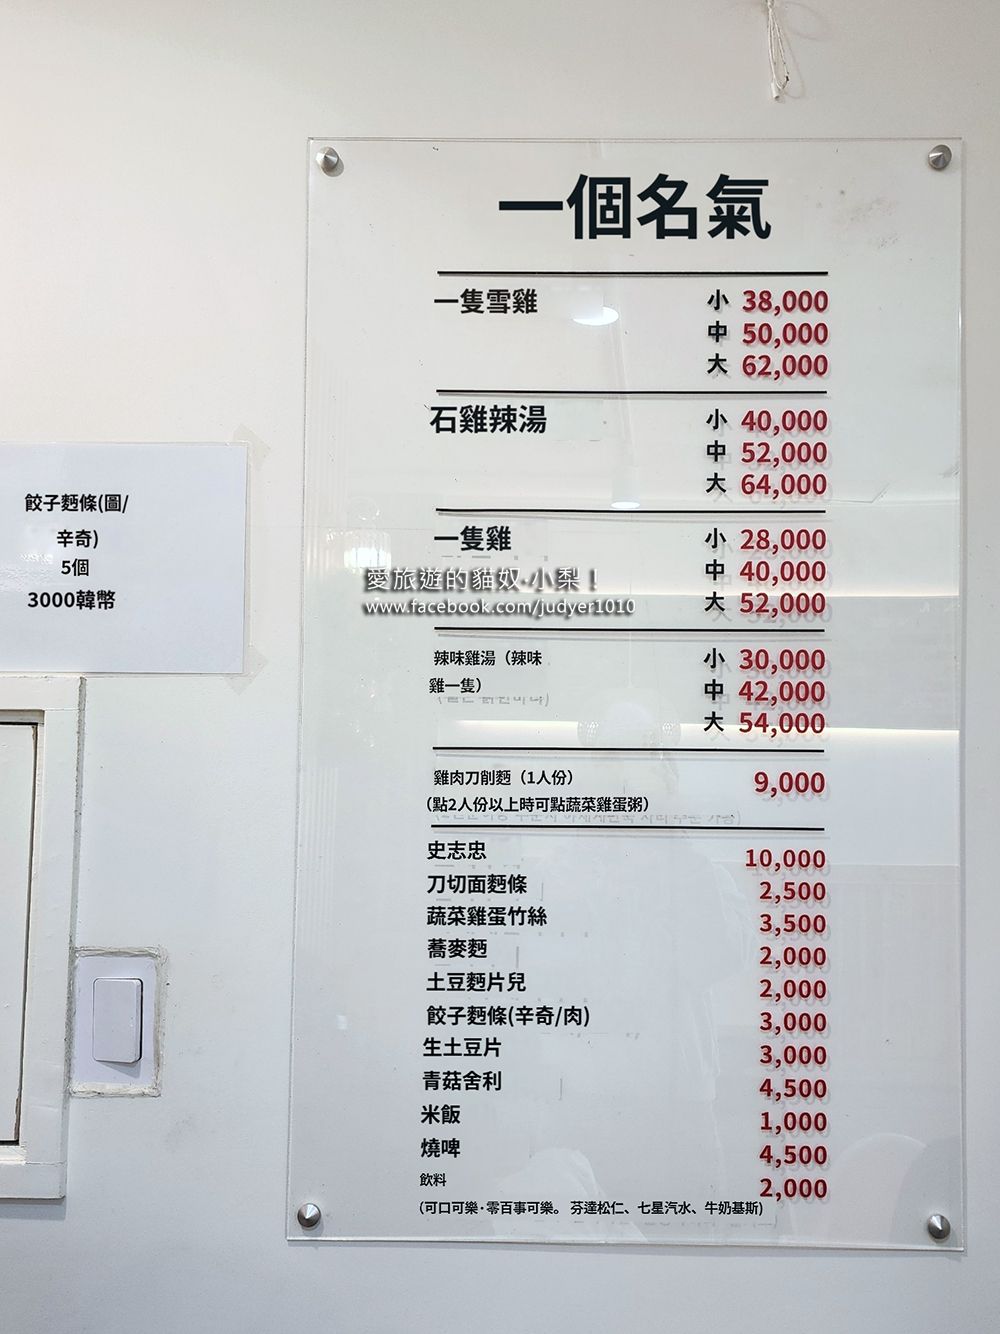 一個名氣
一隻雪雞 小 38,000
中 50,000
大 62,000
石雞辣湯 小 40,000
中 52,000
大 64,000
一隻雞 小 28,000
中 40,000
大 52,000
愛旅遊的貓奴·小梨！
www.facebook.com/judyer1010
辣味雞湯（辣味 小 30,000
雞一隻） 中 42,000
大 54,000
雞肉刀削麵（1人份） 9,000
（點2人份以上時可點蔬菜雞蛋粥）
史志忠 10,000
刀切面麵條 2,500
蔬菜雞蛋竹絲 3,500
蕎麥麵 2,000
土豆麵片兒 2,000
餃子麵條(辛奇/肉) 3,000
生土豆片 3,000
青菇舍利 4,500
米飯 1,000
燒啤 4,500
飲料 2,000
(可口可樂·零百事可樂。 芬達松仁、七星汽水、牛奶基斯)
餃子麵條(圖/
辛奇)
5個
3000韓幣